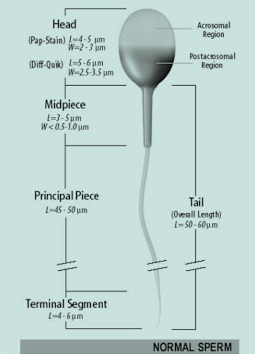 Head
(Pap-Stain) L=4-5 µm
W=2-3 µm
(Diff-Quik) L=5-6 µm
W=2.5-3.5 µm
Acrosomal
Region
Postacrosomal
Region
Midpiece
L=3-5 µm
W<0.5-1.0 µm
Principal Piece
L=45-50 µm
Tail
(Overall Length)
L=50-60 µm
Terminal Segment
L=4-6 µm
NORMAL SPERM